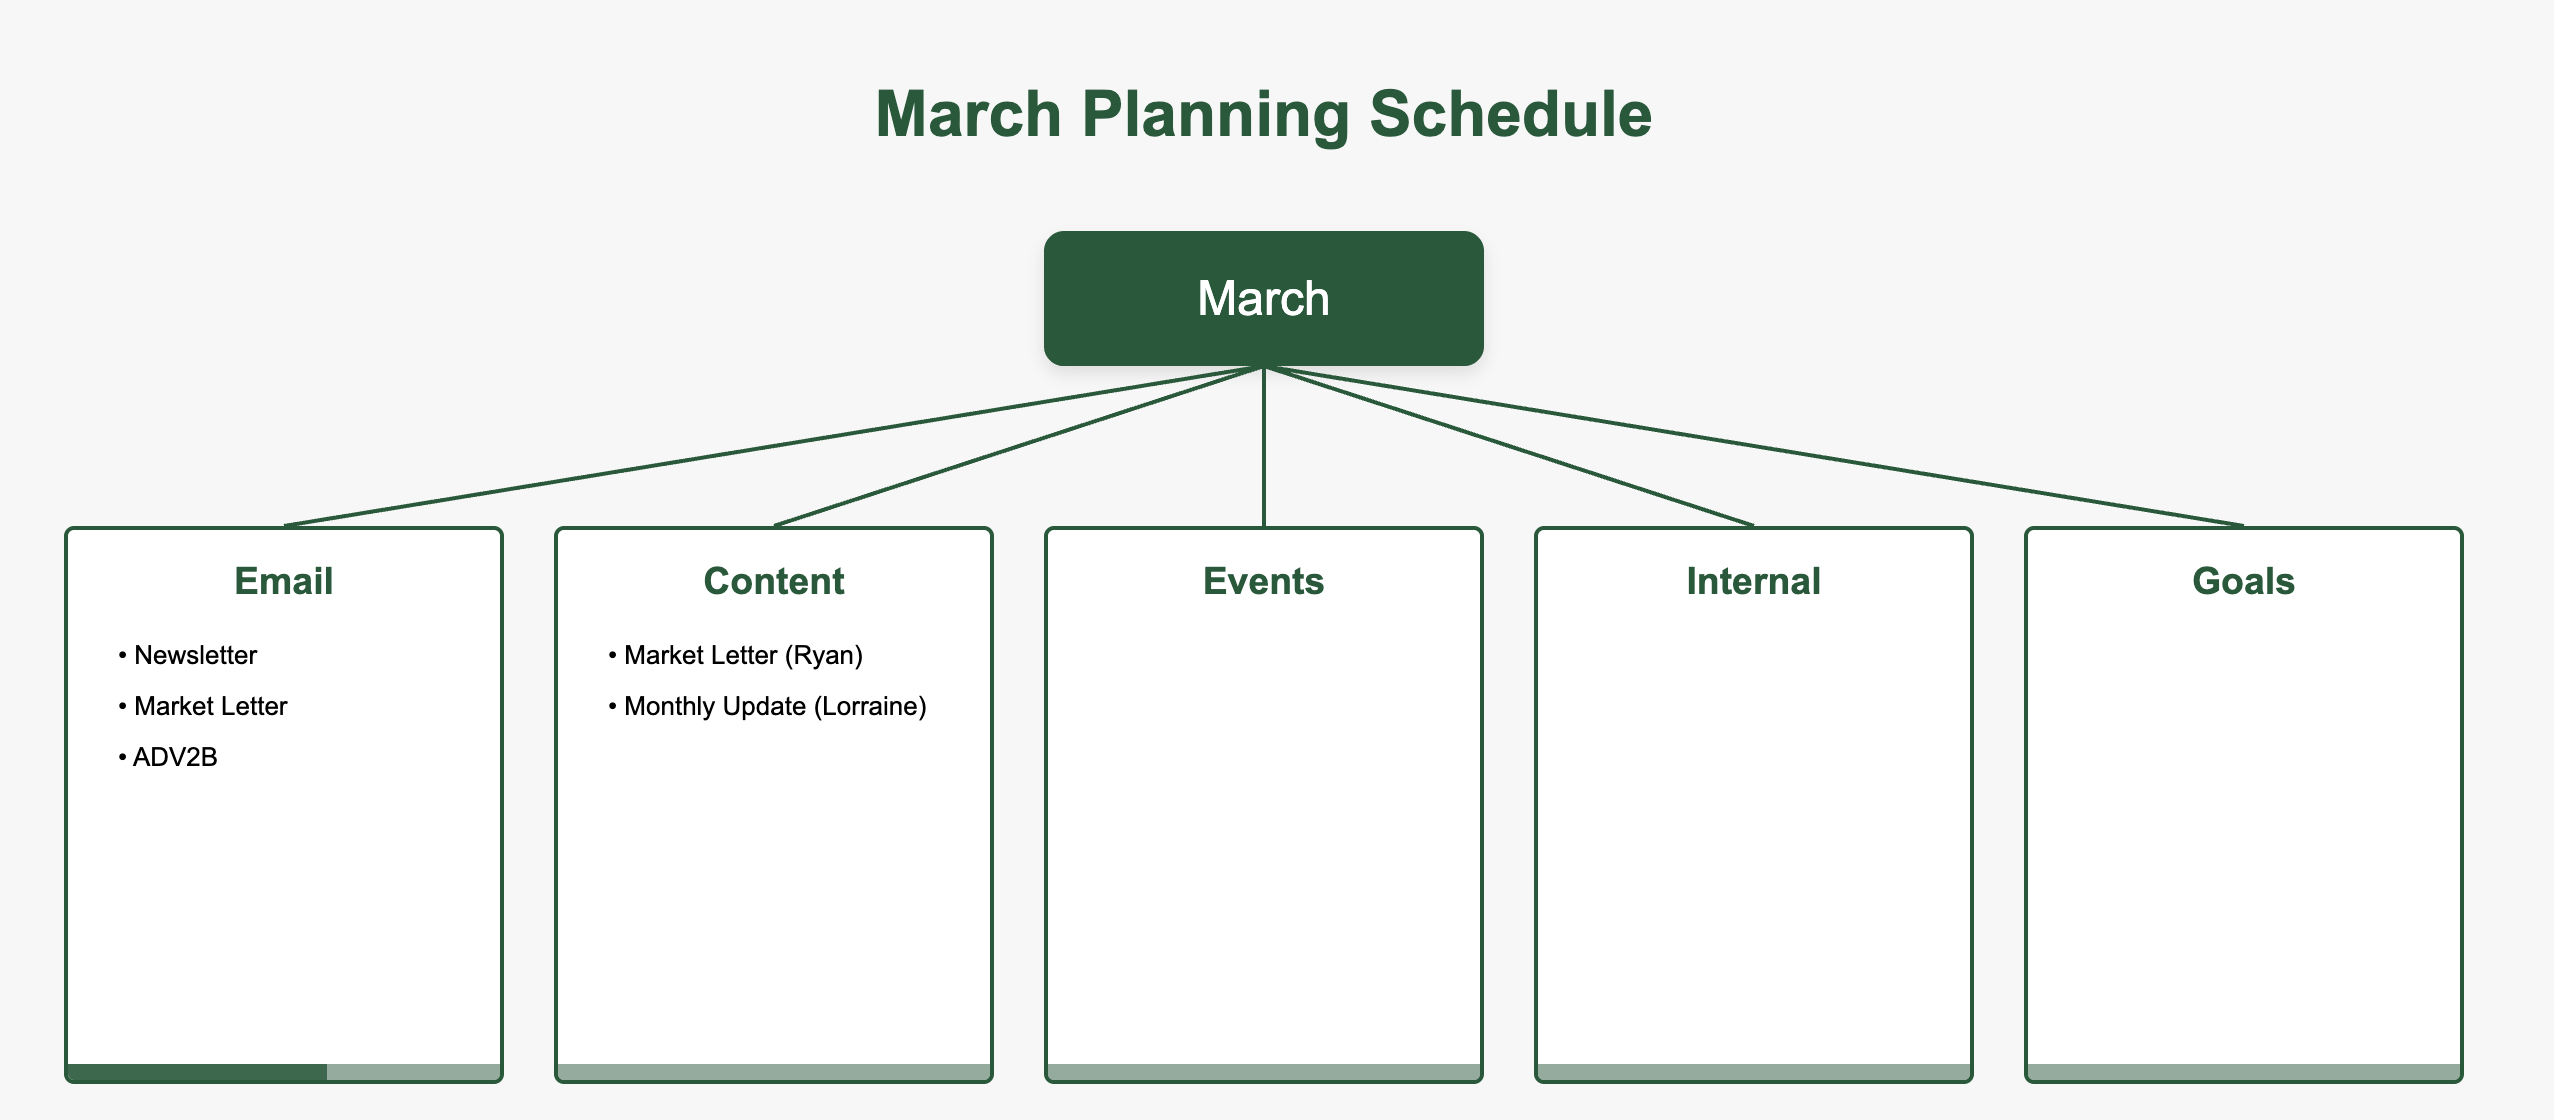 March Planning Schedule
March
Email
• Newsletter
• Market Letter
• ADV2B
Content
• Market Letter (Ryan)
• Monthly Update (Lorraine)
Events
Internal
Goals